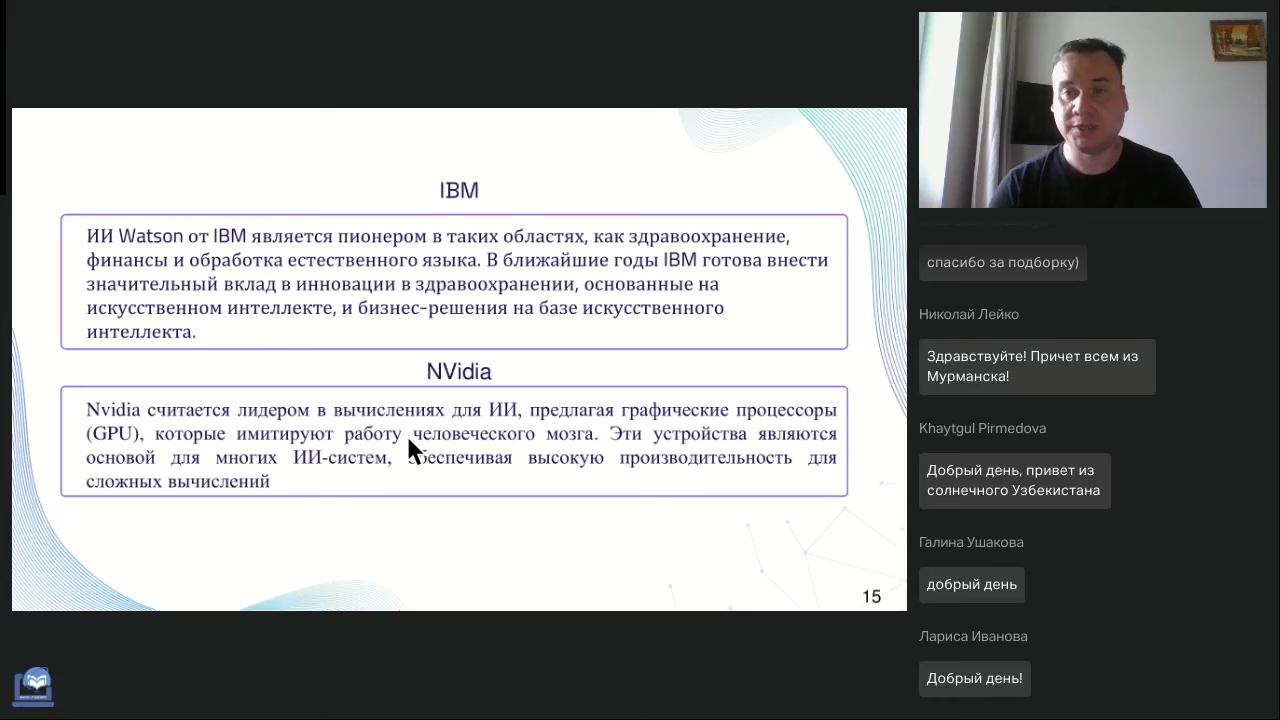 IBM
ИИ Watson от IBM является пионером в таких областях, как здравоохранение,
финансы и обработка естественного языка. В ближайшие годы IBM готова внести
значительный вклад в инновации в здравоохранении, основанные на
искусственном интеллекте, и бизнес-решения на базе искусственного
интеллекта.
NVidia
Nvidia считается лидером в вычислениях для ИИ, предлагая графические процессоры
(GPU), которые имитируют работу человеческого мозга. Эти устройства являются
основой для многих ИИ-систем, беспечивая высокую производительность для
сложных вычислений
15
спасибо за подборку)
Николай Лейко
Здравствуйте! Причет всем из
Мурманска!
Khaytgul Pirmedova
Добрый день, привет из
солнечного Узбекистана
Галина Ушакова
добрый день
Лариса Иванова
Добрый день!